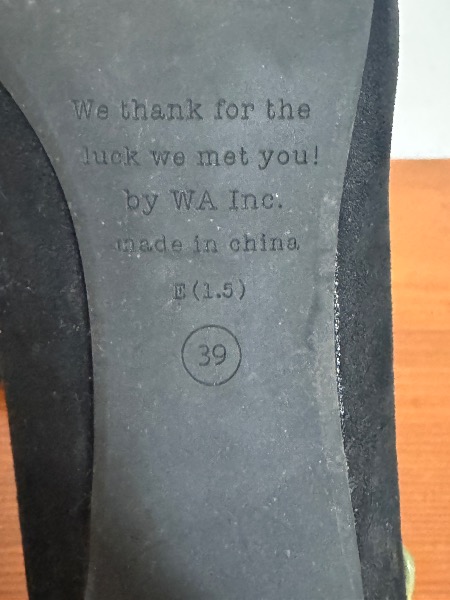 We thank for the
luck we met you!
by WA Inc.
made in china
E(1.5)
39